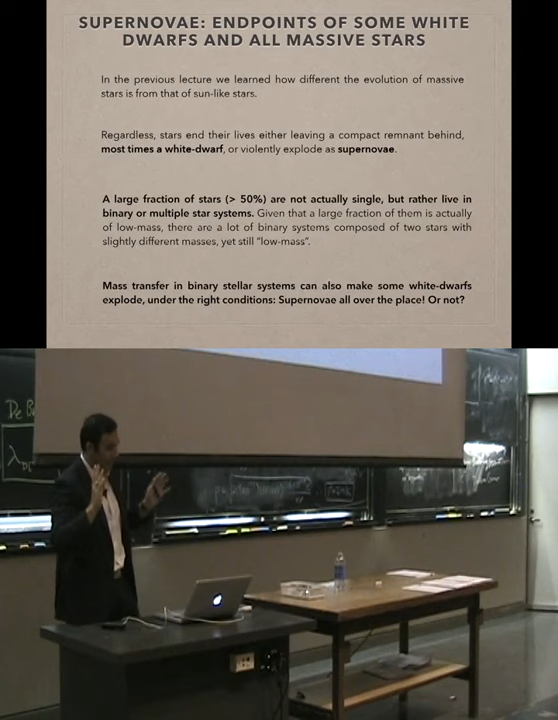 SUPERNOVAE: ENDPOINTS OF SOME WHITE
DWARFS AND ALL MASSIVE STARS
In the previous lecture we learned how different the evolution of massive
stars is from that of sun-like stars.
Regardless, stars end their lives either leaving a compact remnant behind,
most times a white-dwarf, or violently explode as supernovae.
A large fraction of stars (> 50%) are not actually single, but rather live in
binary or multiple star systems. Given that a large fraction of them is actually
of low-mass, there are a lot of binary systems composed of two stars with
slightly different masses, yet still "low-mass".
Mass transfer in binary stellar systems can also make some white-dwarfs
explode, under the right conditions: Supernovae all over the place! Or not?
De B